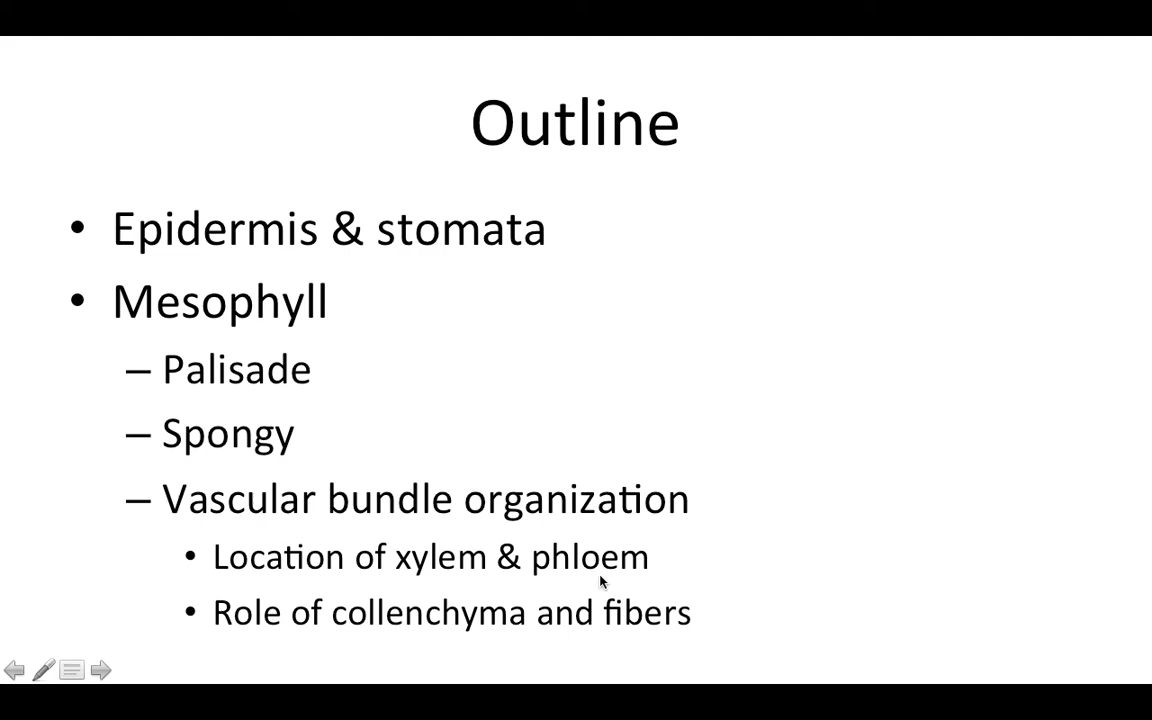 Outline
• Epidermis & stomata
• Mesophyll
– Palisade
– Spongy
– Vascular bundle organization
• Location of xylem & phloem
• Role of collenchyma and fibers